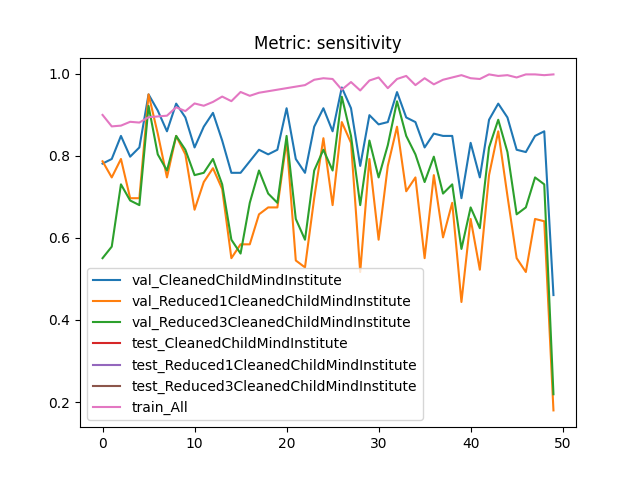 Metric: sensitivity
1.0
0.8
0.6
0.4
0.2
val_CleanedChildMindInstitute
val_Reduced1CleanedChildMindInstitute
val_Reduced3CleanedChildMindInstitute
test_CleanedChildMindInstitute
test_Reduced1CleanedChildMindInstitute
test_Reduced3CleanedChildMindInstitute
train_All
0 10 20 30 40 50